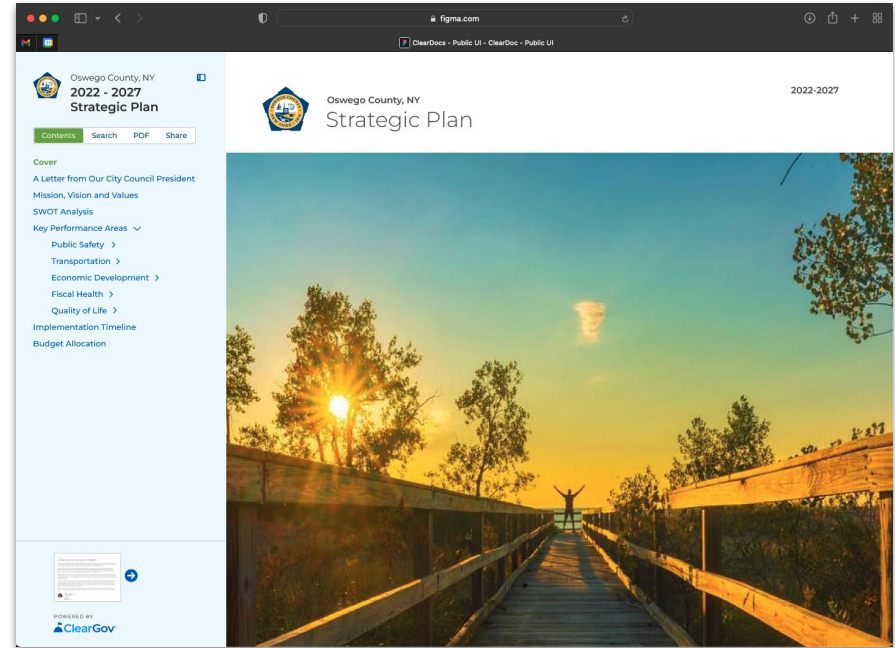 figma.com
ClearDocs - Public UI - ClearDoc - Public UI
Oswego County, NY
2022 - 2027
Strategic Plan
Contents Search PDF Share
Cover
A Letter from Our City Council President
Mission, Vision and Values
SWOT Analysis
Key Performance Areas
Public Safety
Transportation
Economic Development
Fiscal Health
Quality of Life
Implementation Timeline
Budget Allocation
POWERED BY
ClearGov
Oswego County, NY
Strategic Plan
2022-2027